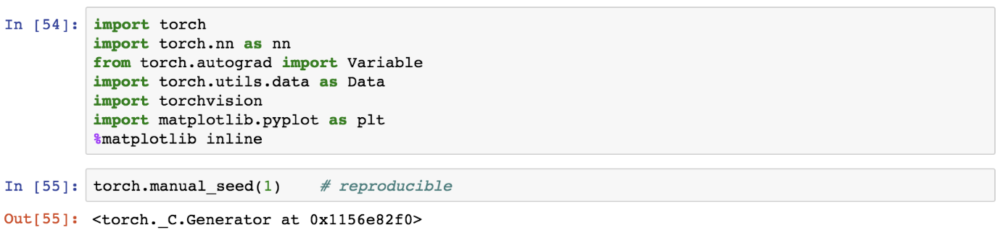 In [54]: import torch
import torch.nn as nn
from torch.autograd import Variable
import torch.utils.data as Data
import torchvision
import matplotlib.pyplot as plt
%matplotlib inline
In [55]: torch.manual_seed(1)    # reproducible
Out[55]: <torch._C.Generator at 0x1156e82f0>